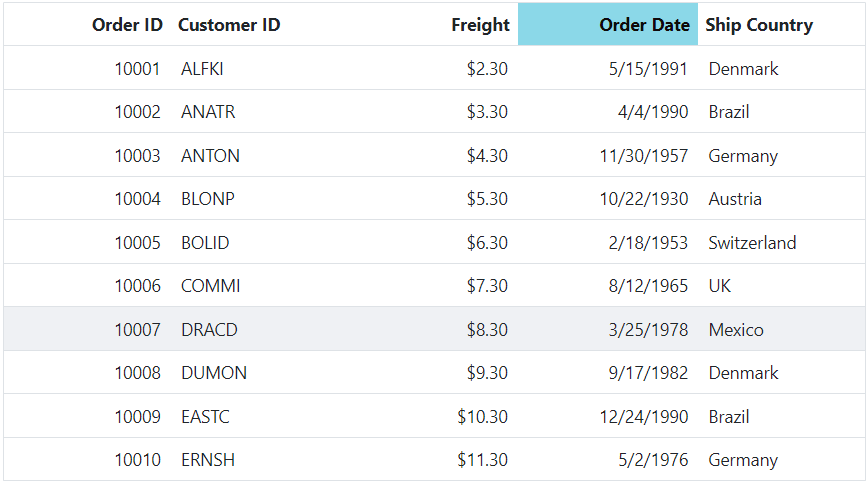 Order ID Customer ID Freight Order Date Ship Country
10001 ALFKI $2.30 5/15/1991 Denmark
10002 ANATR $3.30 4/4/1990 Brazil
10003 ANTON $4.30 11/30/1957 Germany
10004 BLONP $5.30 10/22/1930 Austria
10005 BOLID $6.30 2/18/1953 Switzerland
10006 COMMI $7.30 8/12/1965 UK
10007 DRACD $8.30 3/25/1978 Mexico
10008 DUMON $9.30 9/17/1982 Denmark
10009 EASTC $10.30 12/24/1990 Brazil
10010 ERNSH $11.30 5/2/1976 Germany